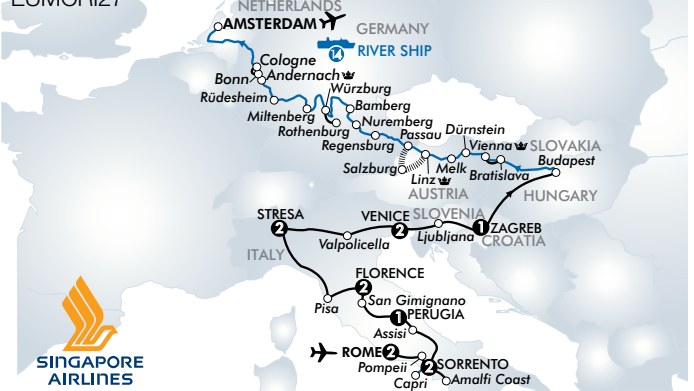 EUMORI27
NETHERLANDS
AMSTERDAM
GERMANY
14 RIVER SHIP
Cologne
Bonn
Andernach
Würzburg
Rüdesheim
Bamberg
Miltenberg
Nuremberg
Rothenburg
Regensburg
Passau
Dürnstein
Vienna
SLOVAKIA
Budapest
Salzburg
Linz
Melk
Bratislava
AUSTRIA
HUNGARY
STRESA
2
VENICE
2
SLOVENIA
1 ZAGREB
Valpolicella
Ljubljana
CROATIA
ITALY
FLORENCE
2
Pisa
San Gimignano
1 PERUGIA
Assisi
ROME 2
Pompeii
2 SORRENTO
Capri
Amalfi Coast
SINGAPORE
AIRLINES